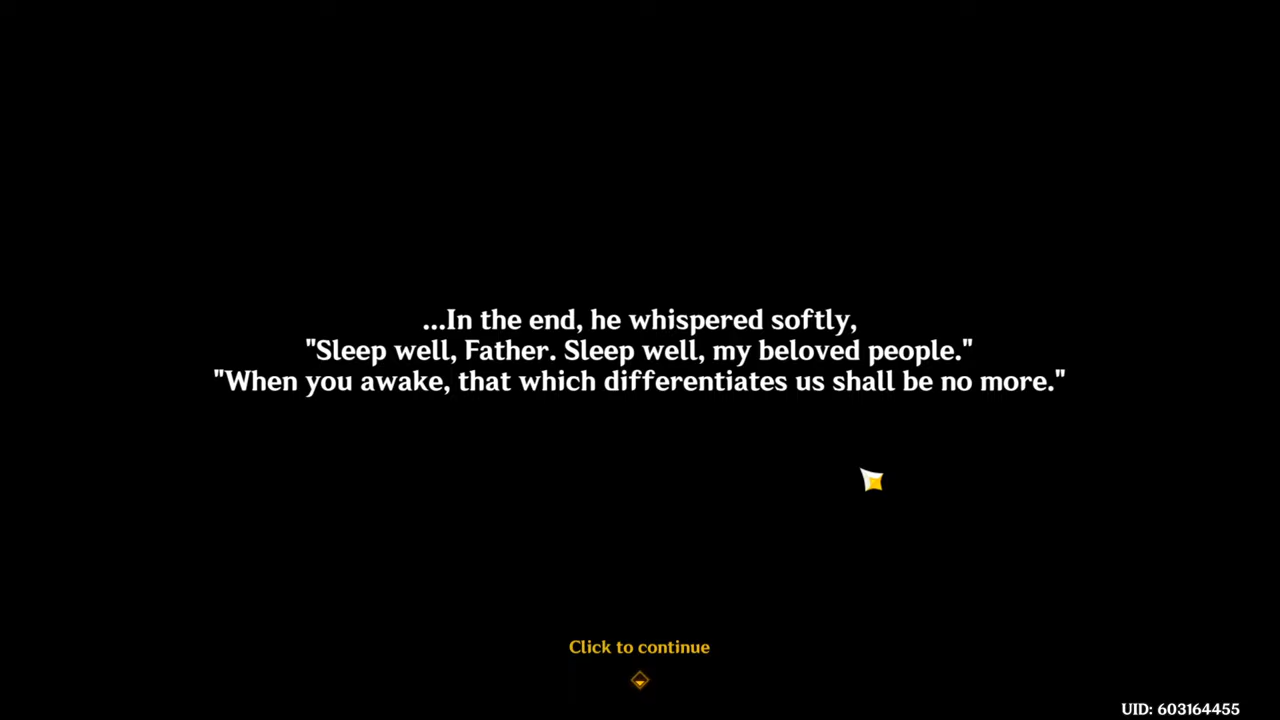 ...In the end, he whispered softly,
"Sleep well, Father. Sleep well, my beloved people."
"When you awake, that which differentiates us shall be no more."
Click to continue
UID: 603164455